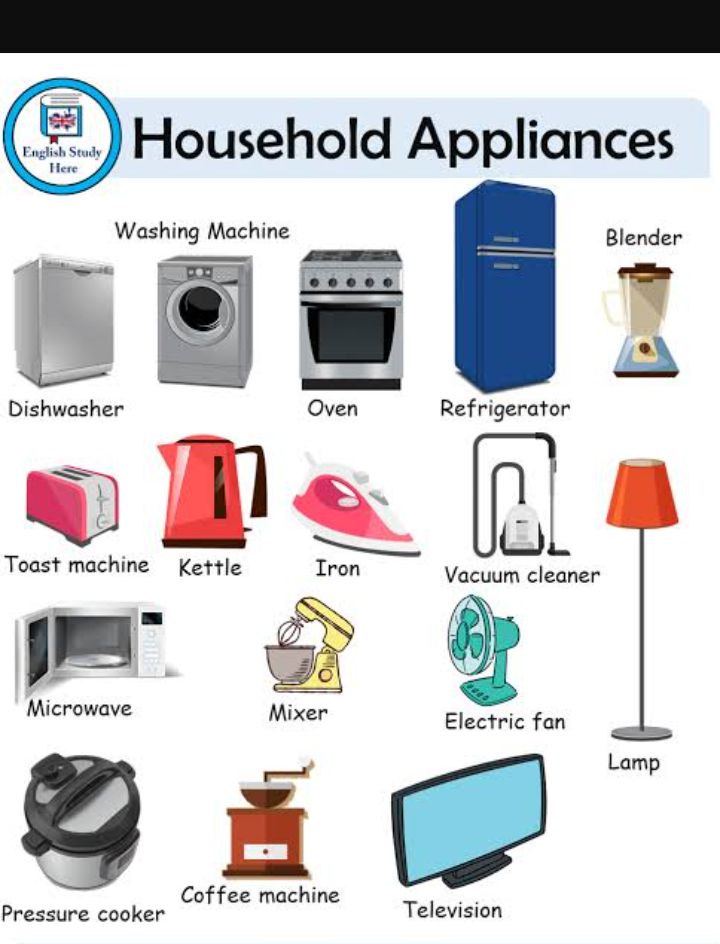 English Study
Here
Household Appliances
Washing Machine
Blender
Dishwasher
Oven
Refrigerator
Toast machine
Kettle
Iron
Vacuum cleaner
Microwave
Mixer
Electric fan
Lamp
Pressure cooker
Coffee machine
Television